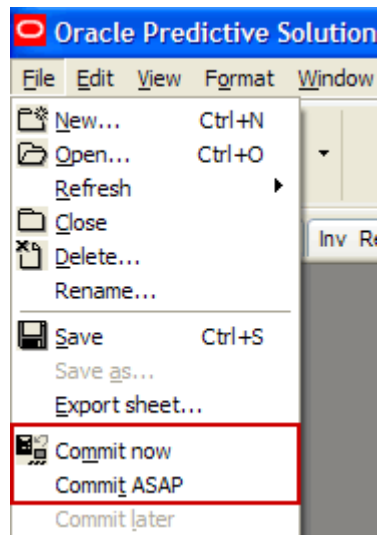 Oracle Predictive Solution
File Edit View Format Window
New... Ctrl+N
Open... Ctrl+O
Refresh
Close
Inv Re
Delete...
Rename...
Save Ctrl+S
Save as...
Export sheet...
Commit now
Commit ASAP
Commit later